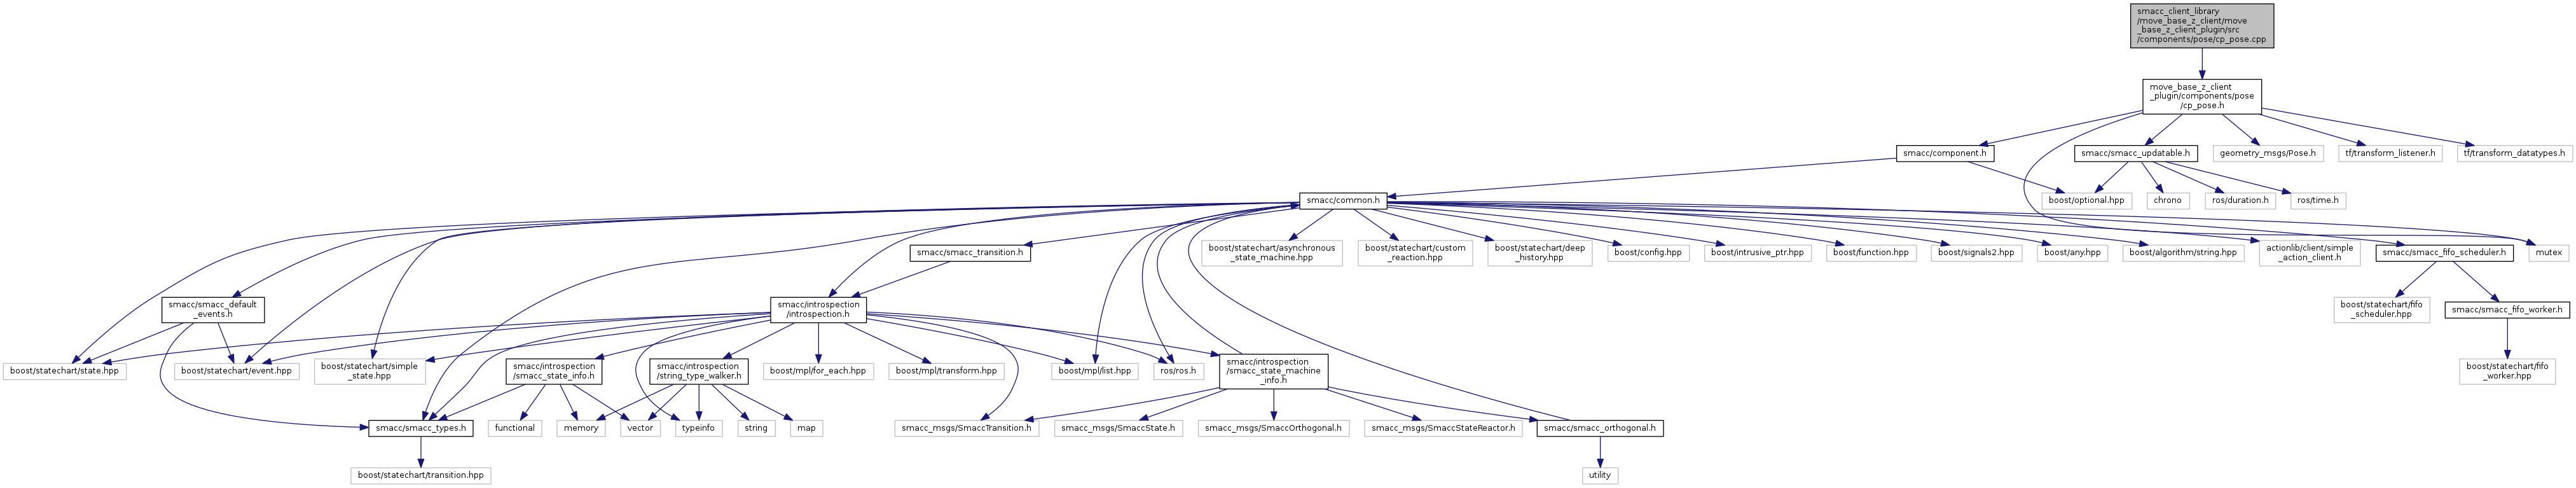 smacc_client_library
/move_base_z_client/move
_base_z_client_plugin/src
/components/pose/cp_pose.cpp
move_base_z_client
_plugin/components/pose
/cp_pose.h
smacc/component.h
smacc/smacc_updatable.h
geometry_msgs/Pose.h
tf/transform_listener.h
tf/transform_datatypes.h
smacc/common.h
boost/optional.hpp
chrono
ros/duration.h
ros/time.h
smacc/smacc_transition.h
boost/statechart/asynchronous
_state_machine.hpp
boost/statechart/custom
_reaction.hpp
boost/statechart/deep
_history.hpp
boost/config.hpp
boost/intrusive_ptr.hpp
boost/function.hpp
boost/signals2.hpp
boost/any.hpp
boost/algorithm/string.hpp
actionlib/client/simple
_action_client.h
smacc/smacc_fifo_scheduler.h
mutex
smacc/smacc_default
_events.h
smacc/introspection
/introspection.h
boost/statechart/fifo
_scheduler.hpp
smacc/smacc_fifo_worker.h
boost/statechart/state.hpp
boost/statechart/event.hpp
boost/statechart/simple
_state.hpp
smacc/introspection
/smacc_state_info.h
smacc/introspection
/string_type_walker.h
boost/mpl/for_each.hpp
boost/mpl/transform.hpp
boost/mpl/list.hpp
ros/ros.h
smacc/introspection
/smacc_state_machine
_info.h
boost/statechart/fifo
_worker.hpp
smacc/smacc_types.h
functional
memory
vector
typeinfo
string
map
smacc_msgs/SmaccTransition.h
smacc_msgs/SmaccState.h
smacc_msgs/SmaccOrthogonal.h
smacc_msgs/SmaccStateReactor.h
smacc/smacc_orthogonal.h
boost/statechart/transition.hpp
utility